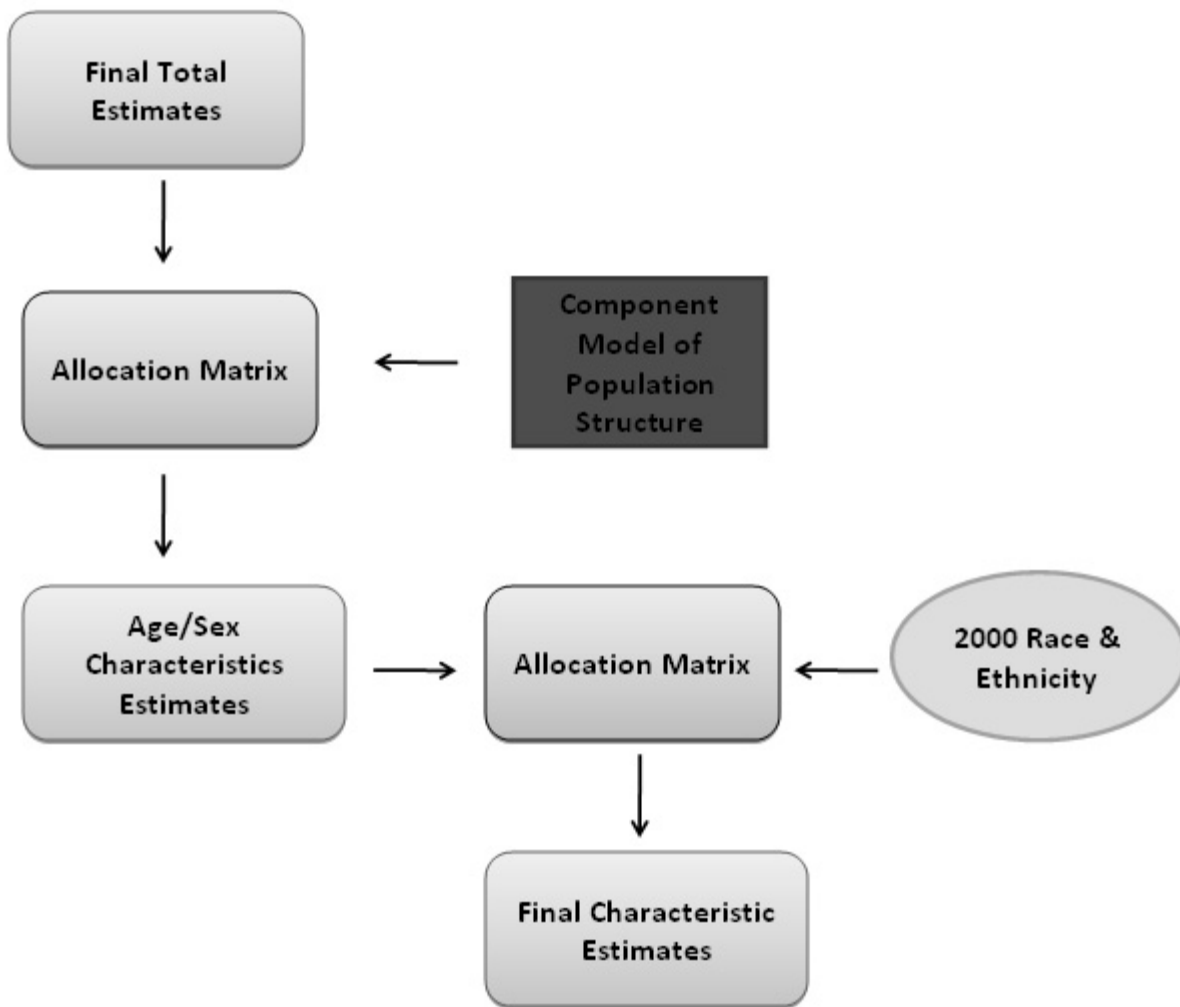 Final Total
Estimates
Allocation Matrix
Component
Model of
Population
Structure
Age/Sex
Characteristics
Estimates
Allocation Matrix
2000 Race &
Ethnicity
Final Characteristic
Estimates